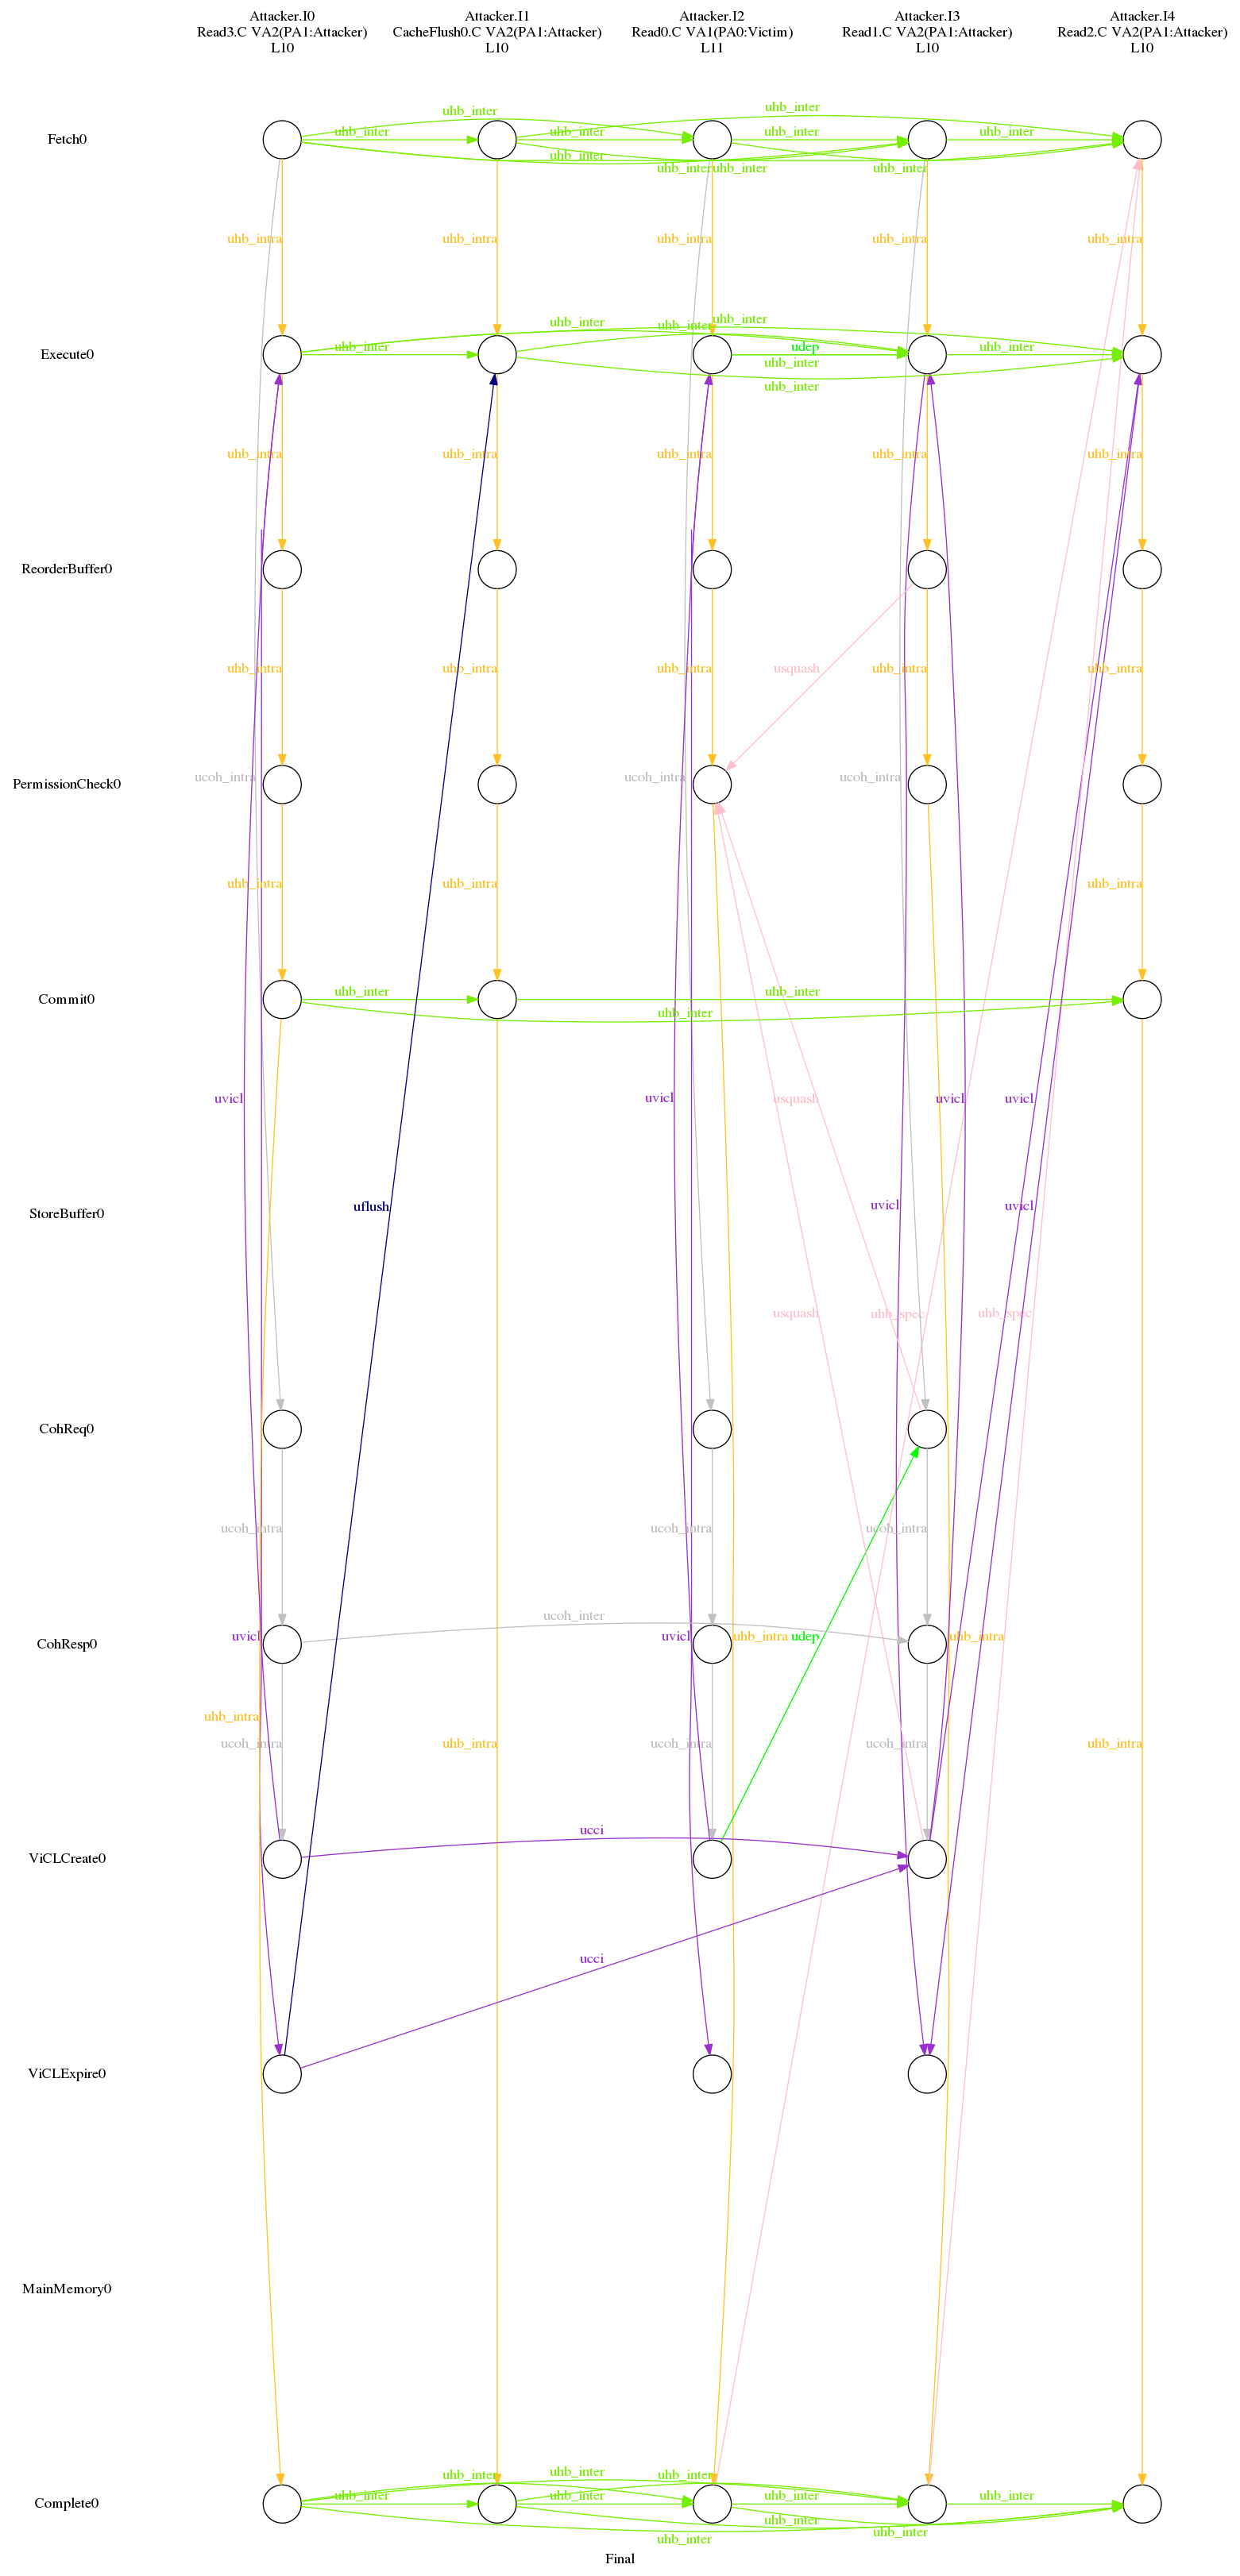 Attacker.I0
Read3.C VA2(PA1:Attacker)
L10
Attacker.I1
CacheFlush0.C VA2(PA1:Attacker)
L10
Attacker.I2
Read0.C VA1(PA0:Victim)
L11
Attacker.I3
Read1.C VA2(PA1:Attacker)
L10
Attacker.I4
Read2.C VA2(PA1:Attacker)
L10
uhb_inter
uhb_inter
Fetch0
uhb_inter
uhb_inter
uhb_inter
uhb_inter
uhb_inter
uhb_inter
uhb_inter
uhb_inter
uhb_intra
uhb_intra
uhb_intra
uhb_intra
uhb_intra
uhb_inter
uhb_inter
uhb_inter
Execute0
uhb_inter
udep
uhb_inter
uhb_inter
uhb_inter
uhb_intra
uhb_intra
uhb_intra
uhb_intra
uhb_intra
ReorderBuffer0
uhb_intra
uhb_intra
uhb_intra
usquash
uhb_intra
uhb_intra
PermissionCheck0
ucoh_intra
ucoh_intra
ucoh_intra
uhb_intra
uhb_intra
uhb_intra
Commit0
uhb_inter
uhb_inter
uhb_inter
uvicl
uvicl
usquash
uvicl
uvicl
StoreBuffer0
uflush
uvicl
uvicl
usquash
uhb_spec
uhb_spec
CohReq0
ucoh_intra
ucoh_intra
ucoh_intra
ucoh_inter
CohResp0
uvicl
uvicl
uhb_intra
udep
uhb_intra
uhb_intra
ucoh_intra
uhb_intra
ucoh_intra
ucoh_intra
uhb_intra
ucci
ViCLCreate0
ucci
ViCLExpire0
MainMemory0
uhb_inter
uhb_inter
uhb_inter
Complete0
uhb_inter
uhb_inter
uhb_inter
uhb_inter
uhb_inter
uhb_inter
uhb_inter
Final